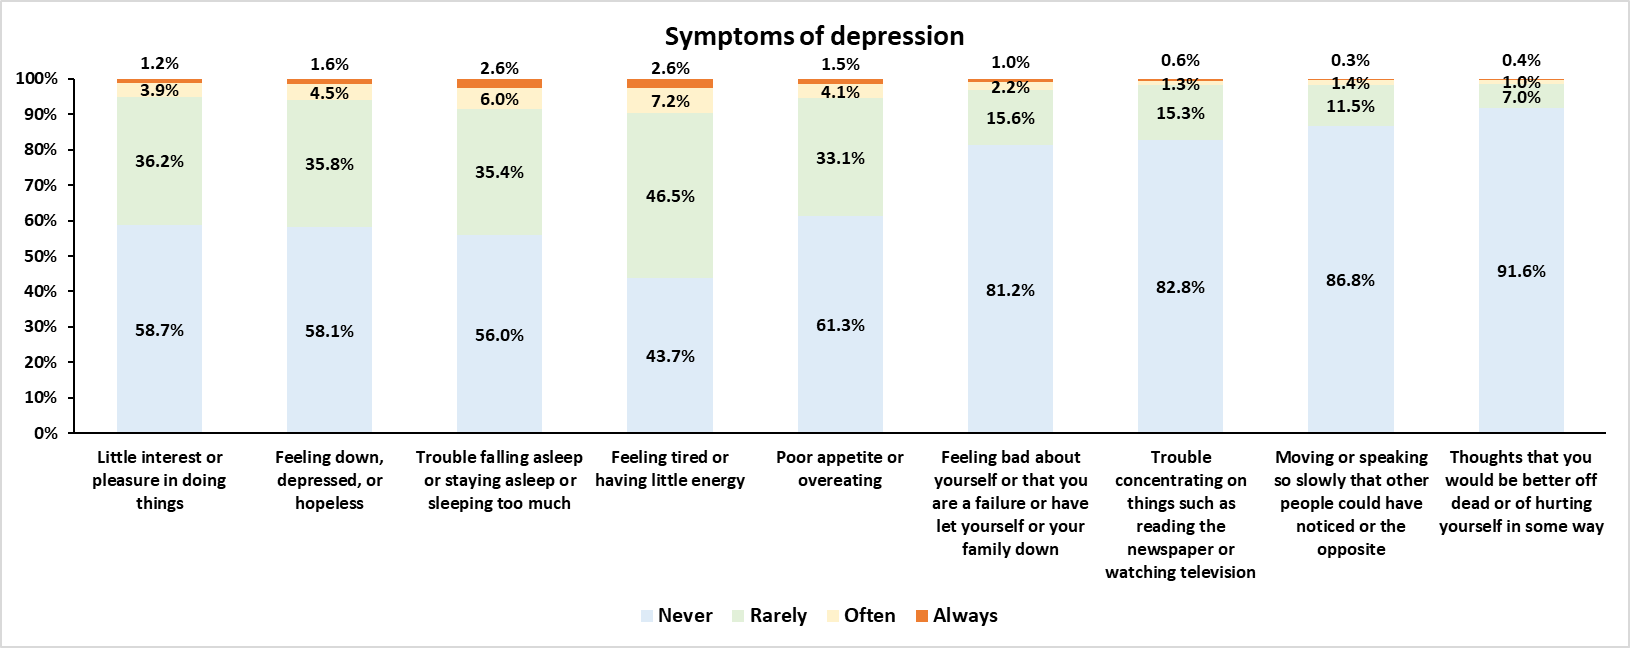 Symptoms of depression
1.2% 1.6% 2.6% 2.6% 1.5% 1.0% 0.6% 0.3% 0.4%
100%
90%
80%
70%
60%
50%
40%
30%
20%
10%
0%
3.9% 4.5% 6.0% 7.2% 4.1% 2.2% 1.3% 1.4% 1.0%
36.2% 35.8% 35.4% 46.5% 33.1% 15.6% 15.3% 11.5% 7.0%
58.7% 58.1% 56.0% 43.7% 61.3% 81.2% 82.8% 86.8% 91.6%
Little interest or
pleasure in doing
things
Feeling down,
depressed, or
hopeless
Trouble falling asleep
or staying asleep or
sleeping too much
Feeling tired or
having little energy
Poor appetite or
overeating
Feeling bad about
yourself or that you
are a failure or have
let yourself or your
family down
Trouble
concentrating on
things such as
reading the
newspaper or
watching television
Moving or speaking
so slowly that other
people could have
noticed or the
opposite
Thoughts that you
would be better off
dead or of hurting
yourself in some way
Never Rarely Often Always